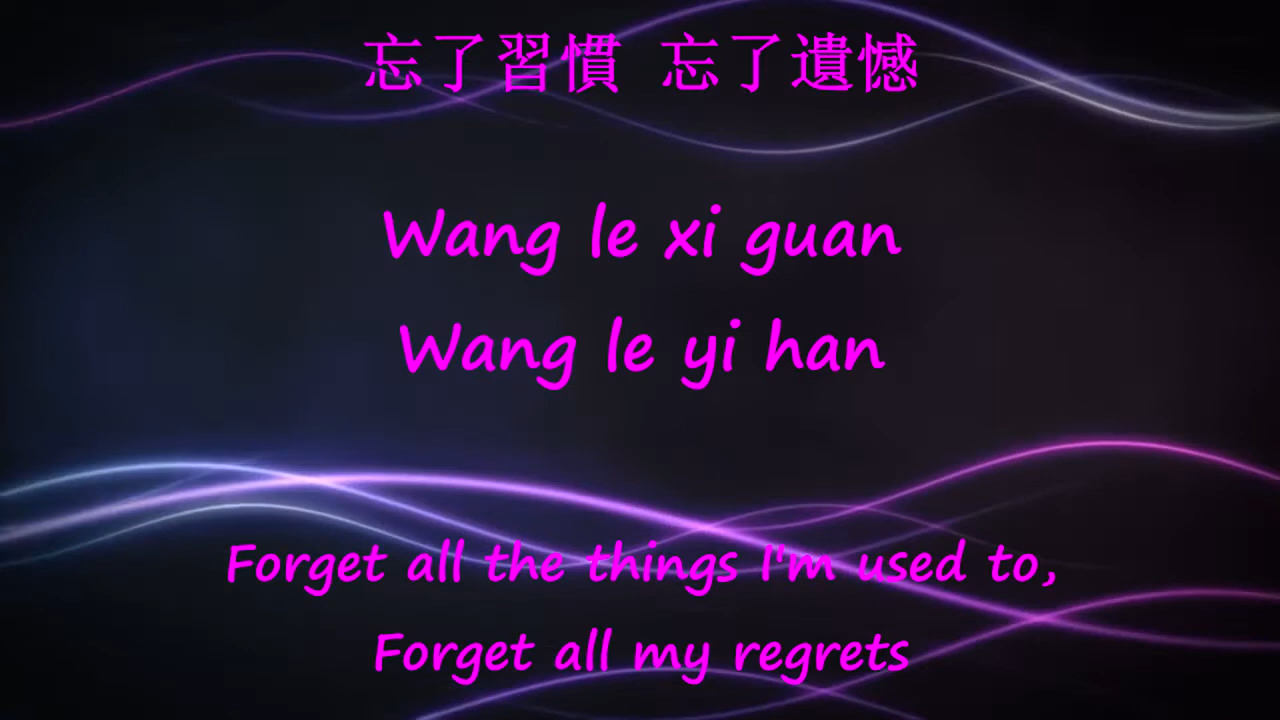 忘了習慣 忘了遺憾
Wang le xi guan
Wang le yi han
Forget all the things I'm used to,
Forget all my regrets